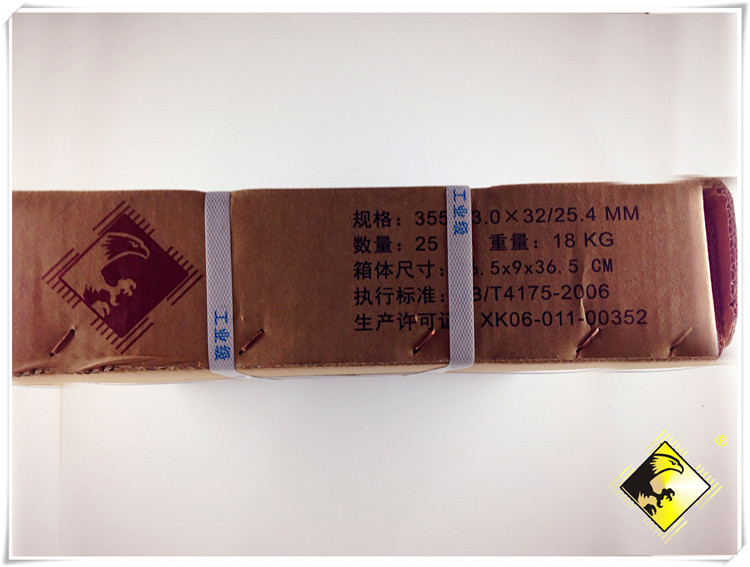 规格: 355 3.0×32/25.4 MM
数量: 25 重量: 18 KG
箱体尺寸: .5x9x36.5 CM
执行标准: B/T4175-2006
生产许可证 XK06-011-00352
工业级
工业级
®